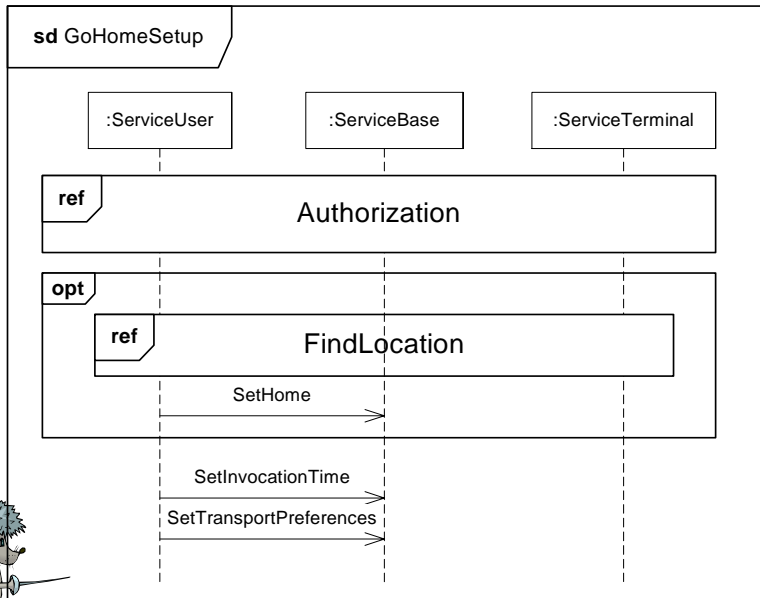 sd GoHomeSetup
:ServiceUser
:ServiceBase
:ServiceTerminal
ref
Authorization
opt
ref
FindLocation
SetHome
SetInvocationTime
SetTransportPreferences